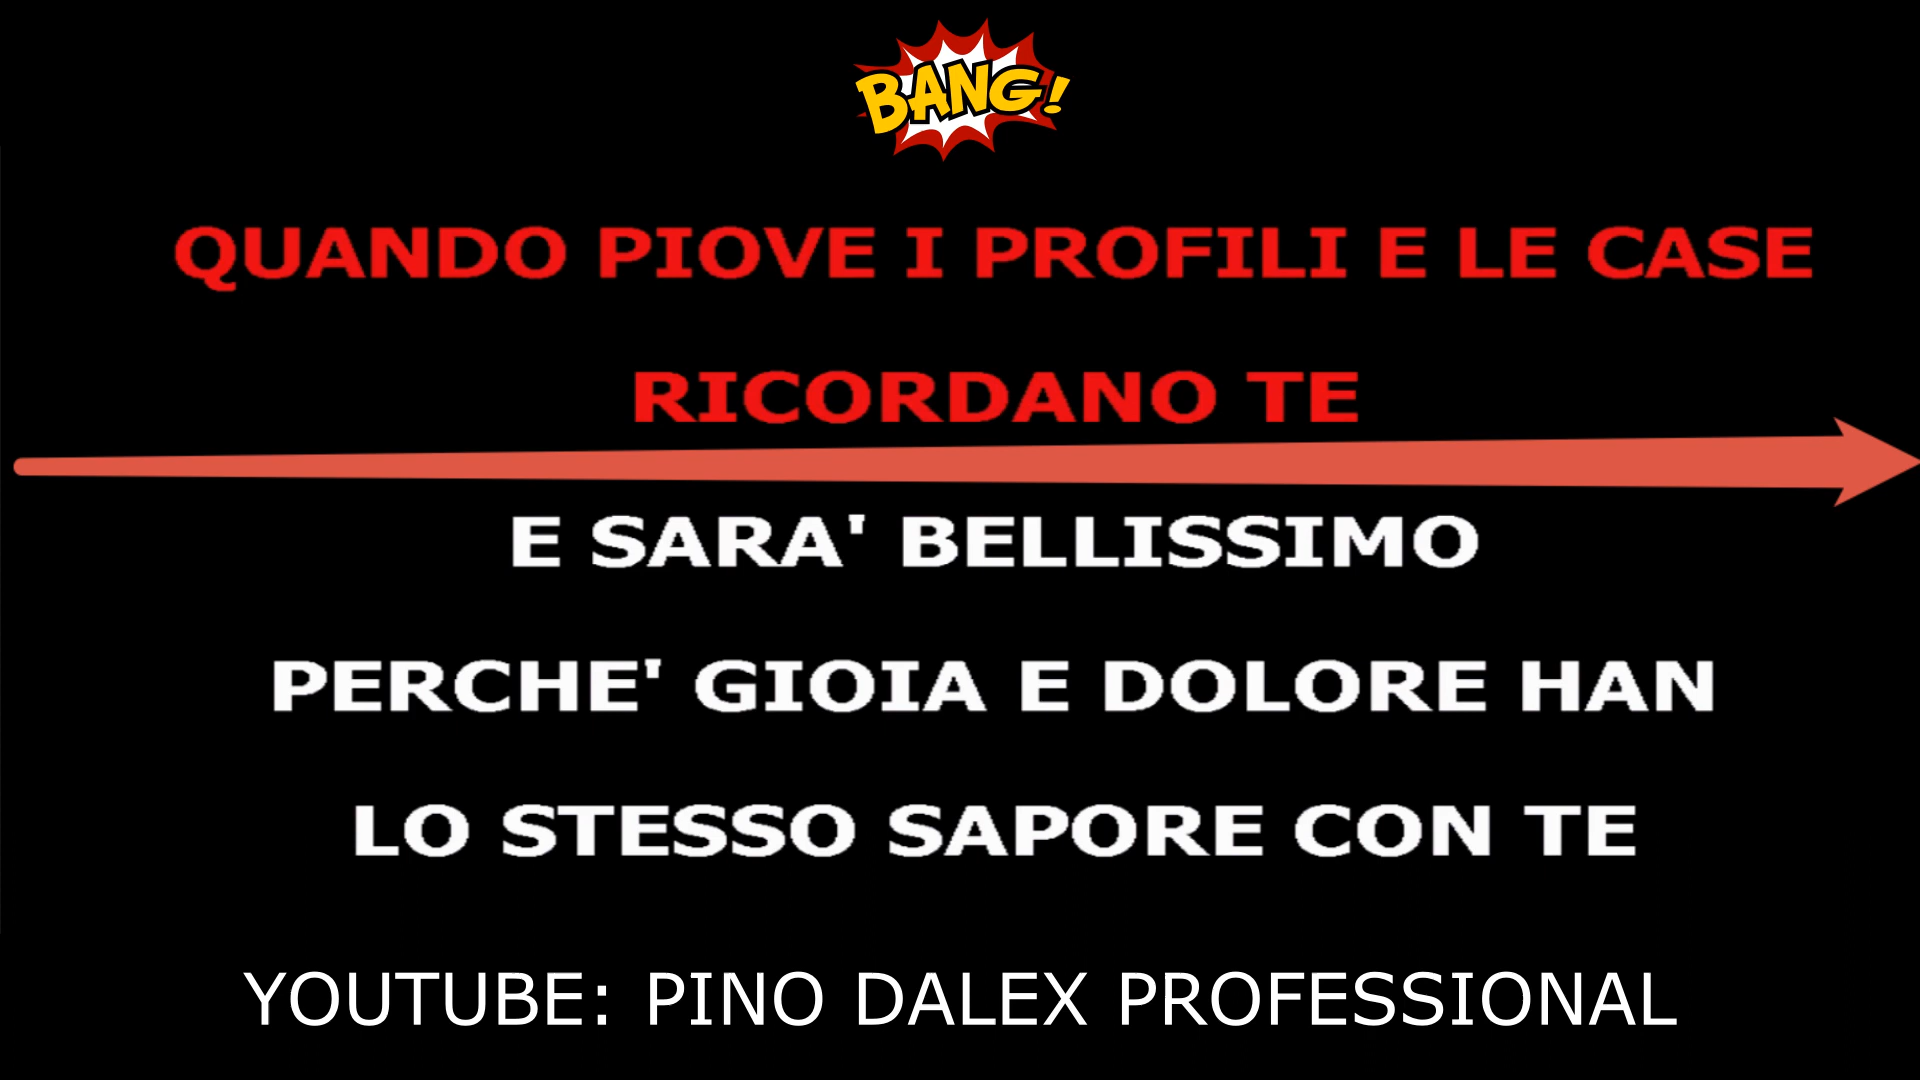 BANG!
QUANDO PIOVE I PROFILI E LE CASE
RICORDANO TE
E SARA' BELLISSIMO
PERCHE' GIOIA E DOLORE HAN
LO STESSO SAPORE CON TE
YOUTUBE: PINO DALEX PROFESSIONAL